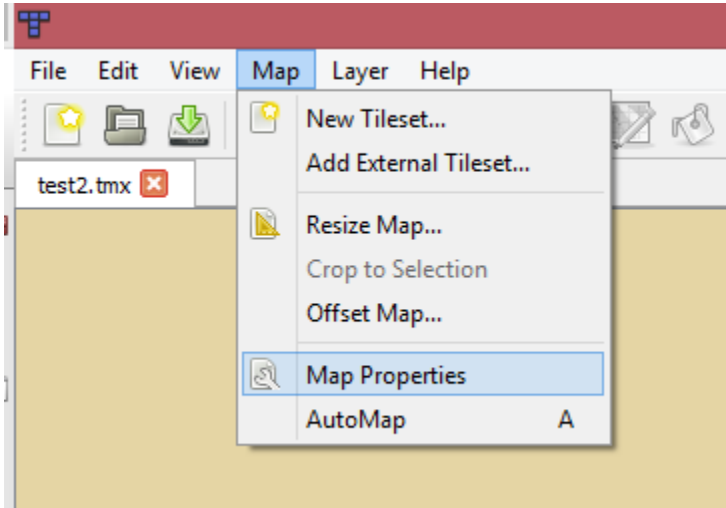 File Edit View Map Layer Help
New Tileset...
Add External Tileset...
test2.tmx
Resize Map...
Crop to Selection
Offset Map...
Map Properties
AutoMap A